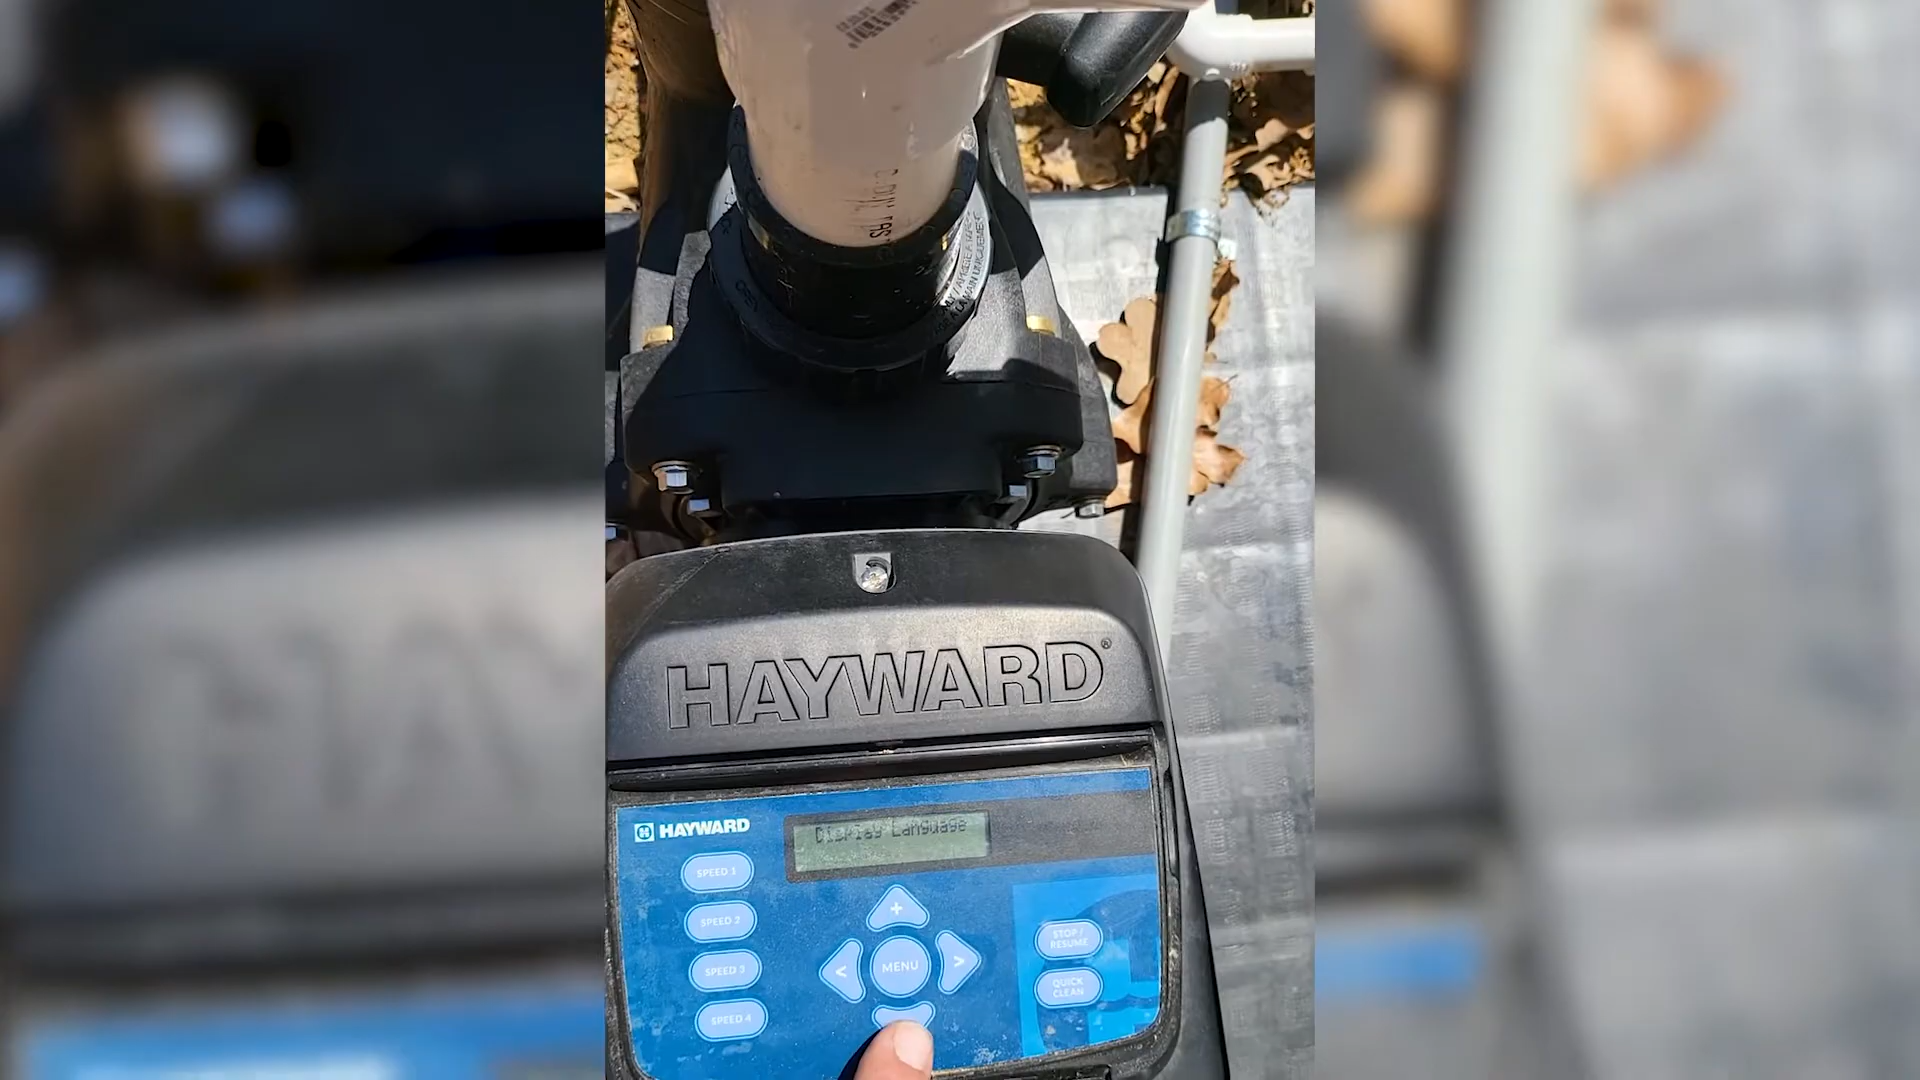 HAYWARD®
HAYWARD
Display Language
SPEED 1
SPEED 2
SPEED 3
SPEED 4
+
<
MENU
>
STOP /
RESUME
QUICK
CLEAN